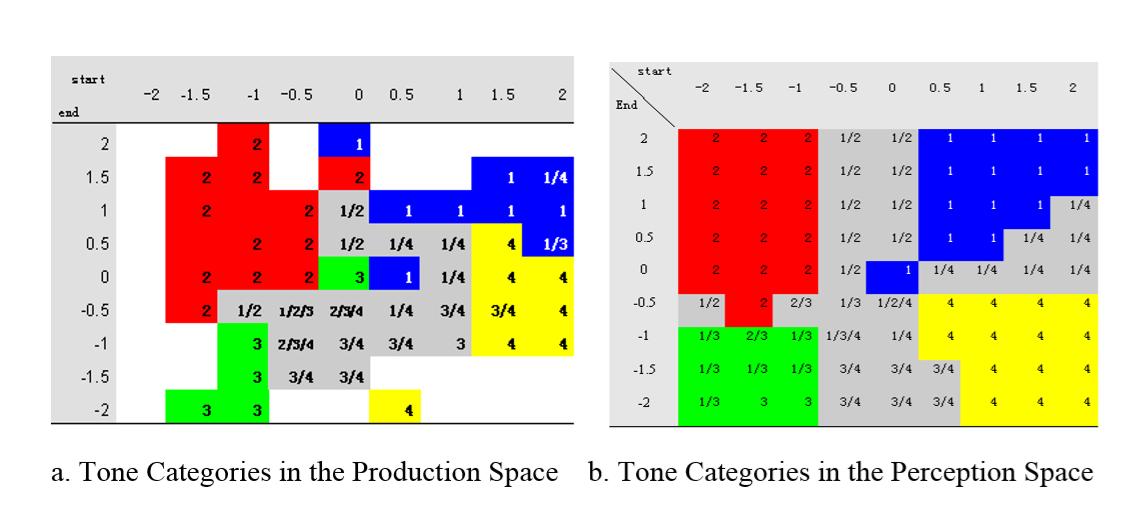 start
-2 -1.5 -1 -0.5 0 0.5 1 1.5 2
end
2 2 1
1.5 2 2 2 1 1/4
1 2 2 1/2 1 1 1 1
0.5 2 2 1/2 1/4 1/4 4 1/3
0 2 2 2 3 1 1/4 4 4
-0.5 2 1/2 1/2/3 2/3/4 1/4 3/4 3/4 4
-1 3 2/3/4 3/4 3/4 3 4 4
-1.5 3 3/4 3/4
-2 3 3 4
a. Tone Categories in the Production Space
start
-2 -1.5 -1 -0.5 0 0.5 1 1.5 2
End
2 2 2 2 1/2 1/2 1 1 1 1
1.5 2 2 2 1/2 1/2 1 1 1 1
1 2 2 2 1/2 1/2 1 1 1 1/4
0.5 2 2 2 1/2 1/2 1 1 1/4 1/4
0 2 2 2 1/2 1 1/4 1/4 1/4 1/4
-0.5 1/2 2 2/3 1/3 1/2/4 4 4 4 4
-1 1/3 2/3 1/3 1/3/4 1/4 4 4 4 4
-1.5 1/3 1/3 1/3 3/4 3/4 3/4 4 4 4
-2 1/3 3 3 3/4 3/4 3/4 4 4 4
b. Tone Categories in the Perception Space